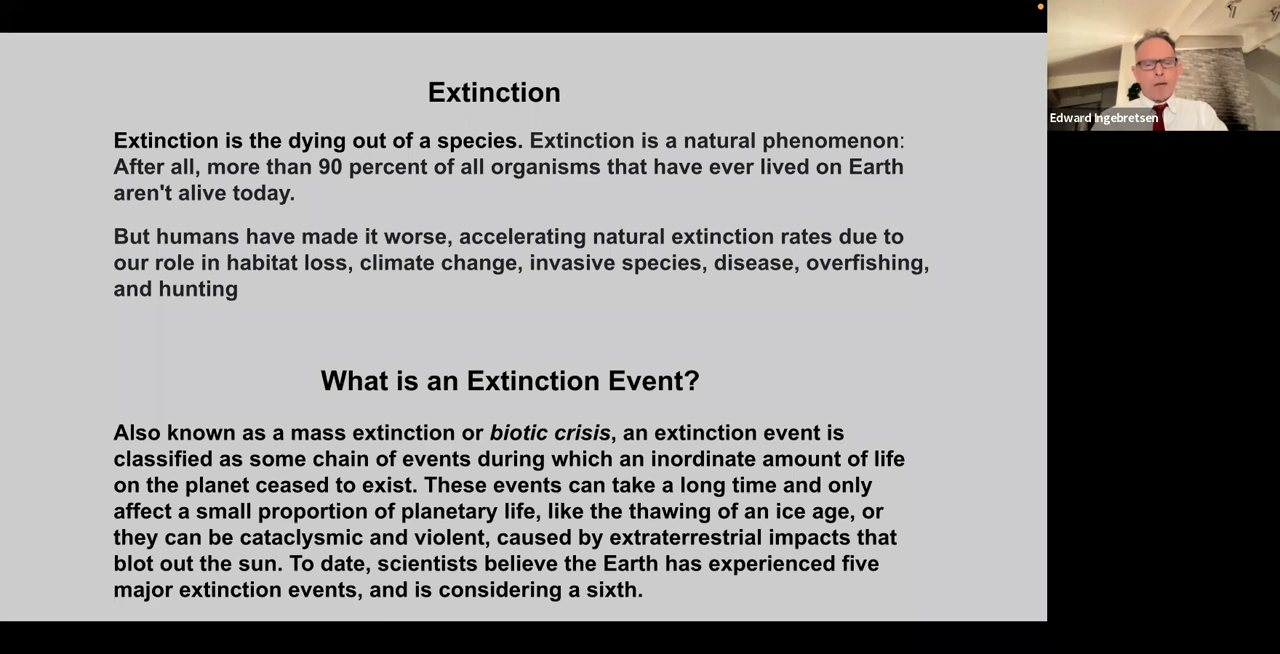 Extinction
Extinction is the dying out of a species. Extinction is a natural phenomenon:
After all, more than 90 percent of all organisms that have ever lived on Earth
aren't alive today.
But humans have made it worse, accelerating natural extinction rates due to
our role in habitat loss, climate change, invasive species, disease, overfishing,
and hunting
What is an Extinction Event?
Also known as a mass extinction or biotic crisis, an extinction event is
classified as some chain of events during which an inordinate amount of life
on the planet ceased to exist. These events can take a long time and only
affect a small proportion of planetary life, like the thawing of an ice age, or
they can be cataclysmic and violent, caused by extraterrestrial impacts that
blot out the sun. To date, scientists believe the Earth has experienced five
major extinction events, and is considering a sixth.
Edward Ingebretsen